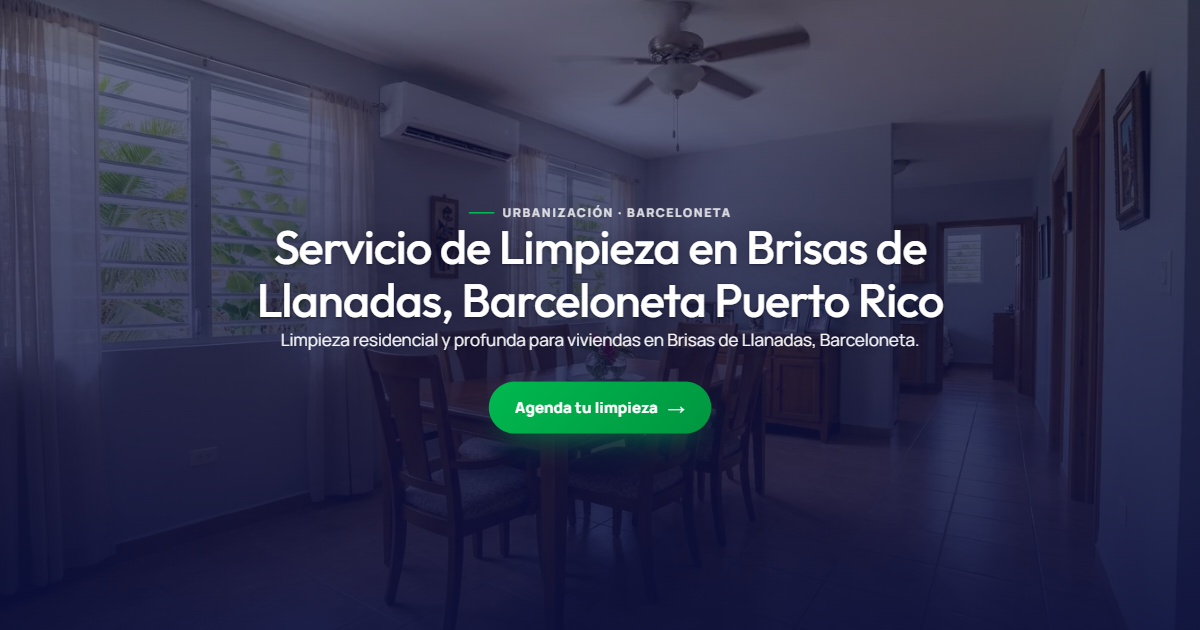 URBANIZACIÓN · BARCELONETA
Servicio de Limpieza en Brisas de
Llanadas, Barceloneta Puerto Rico
Limpieza residencial y profunda para viviendas en Brisas de Llanadas, Barceloneta.
Agenda tu limpieza →